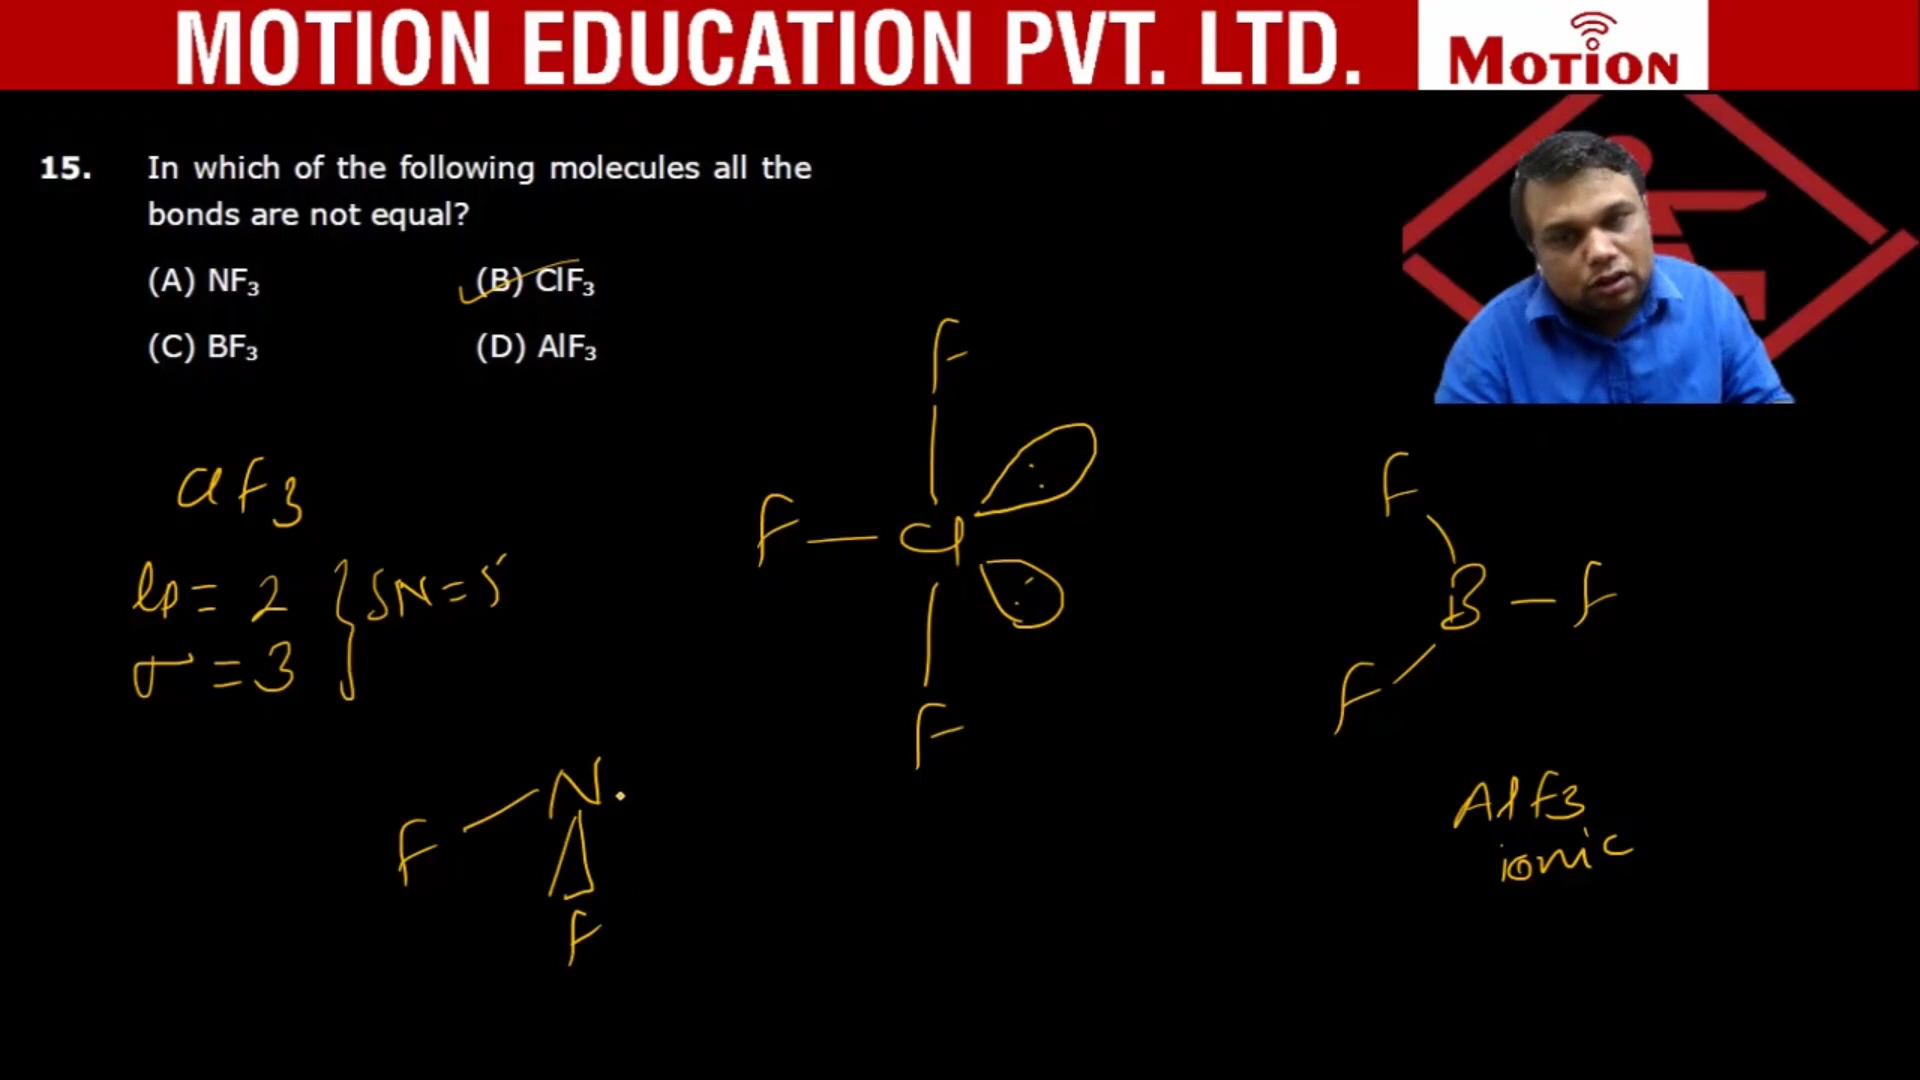 MOTION EDUCATION PVT. LTD.
MOTION
15. In which of the following molecules all the
bonds are not equal?
(A) NF₃ (B) ClF₃
(C) BF₃ (D) AlF₃
ClF3
lp = 2
σ = 3
} SN = 5
F
F — Cl
F
F
B — F
F
F — N
F
AlF3
ionic